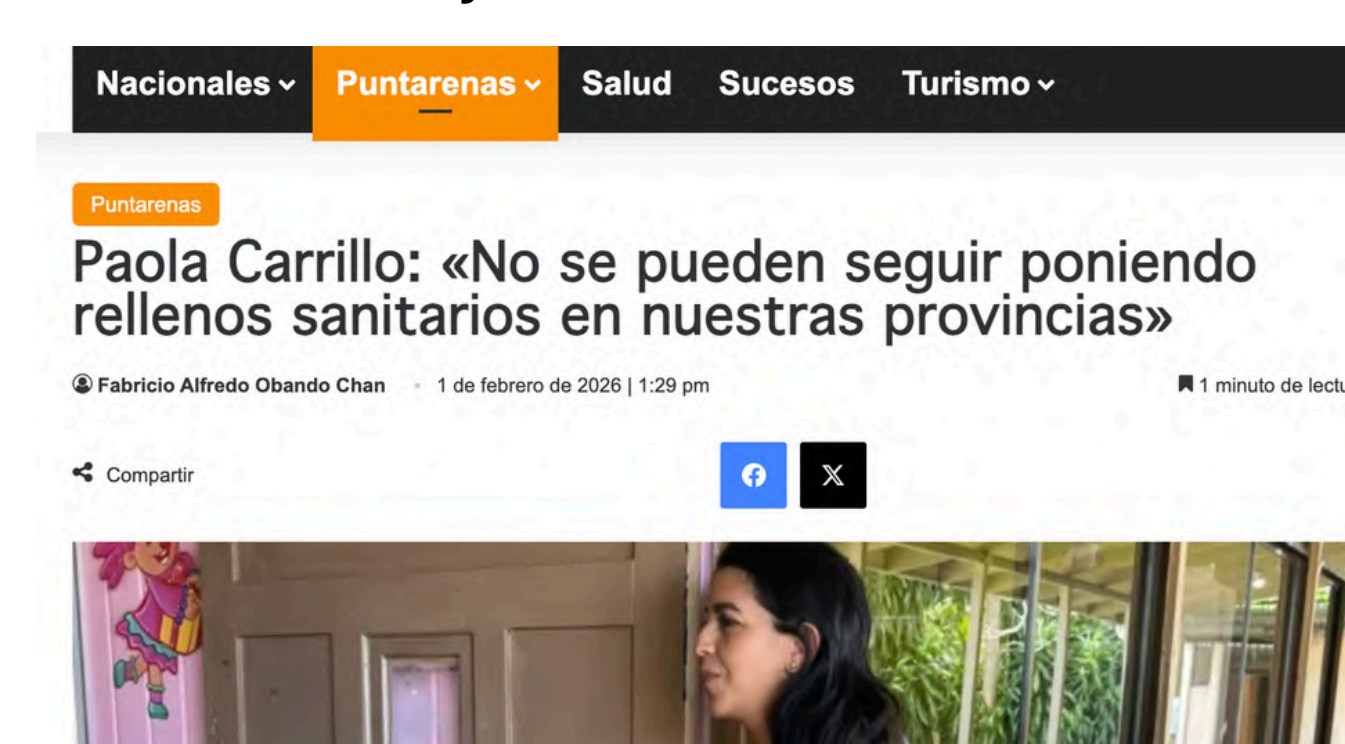 Nacionales Puntarenas Salud Sucesos Turismo
Puntarenas
Paola Carrillo: «No se pueden seguir poniendo
rellenos sanitarios en nuestras provincias»
Fabricio Alfredo Obando Chan 1 de febrero de 2026 | 1:29 pm 1 minuto de lectu
Compartir